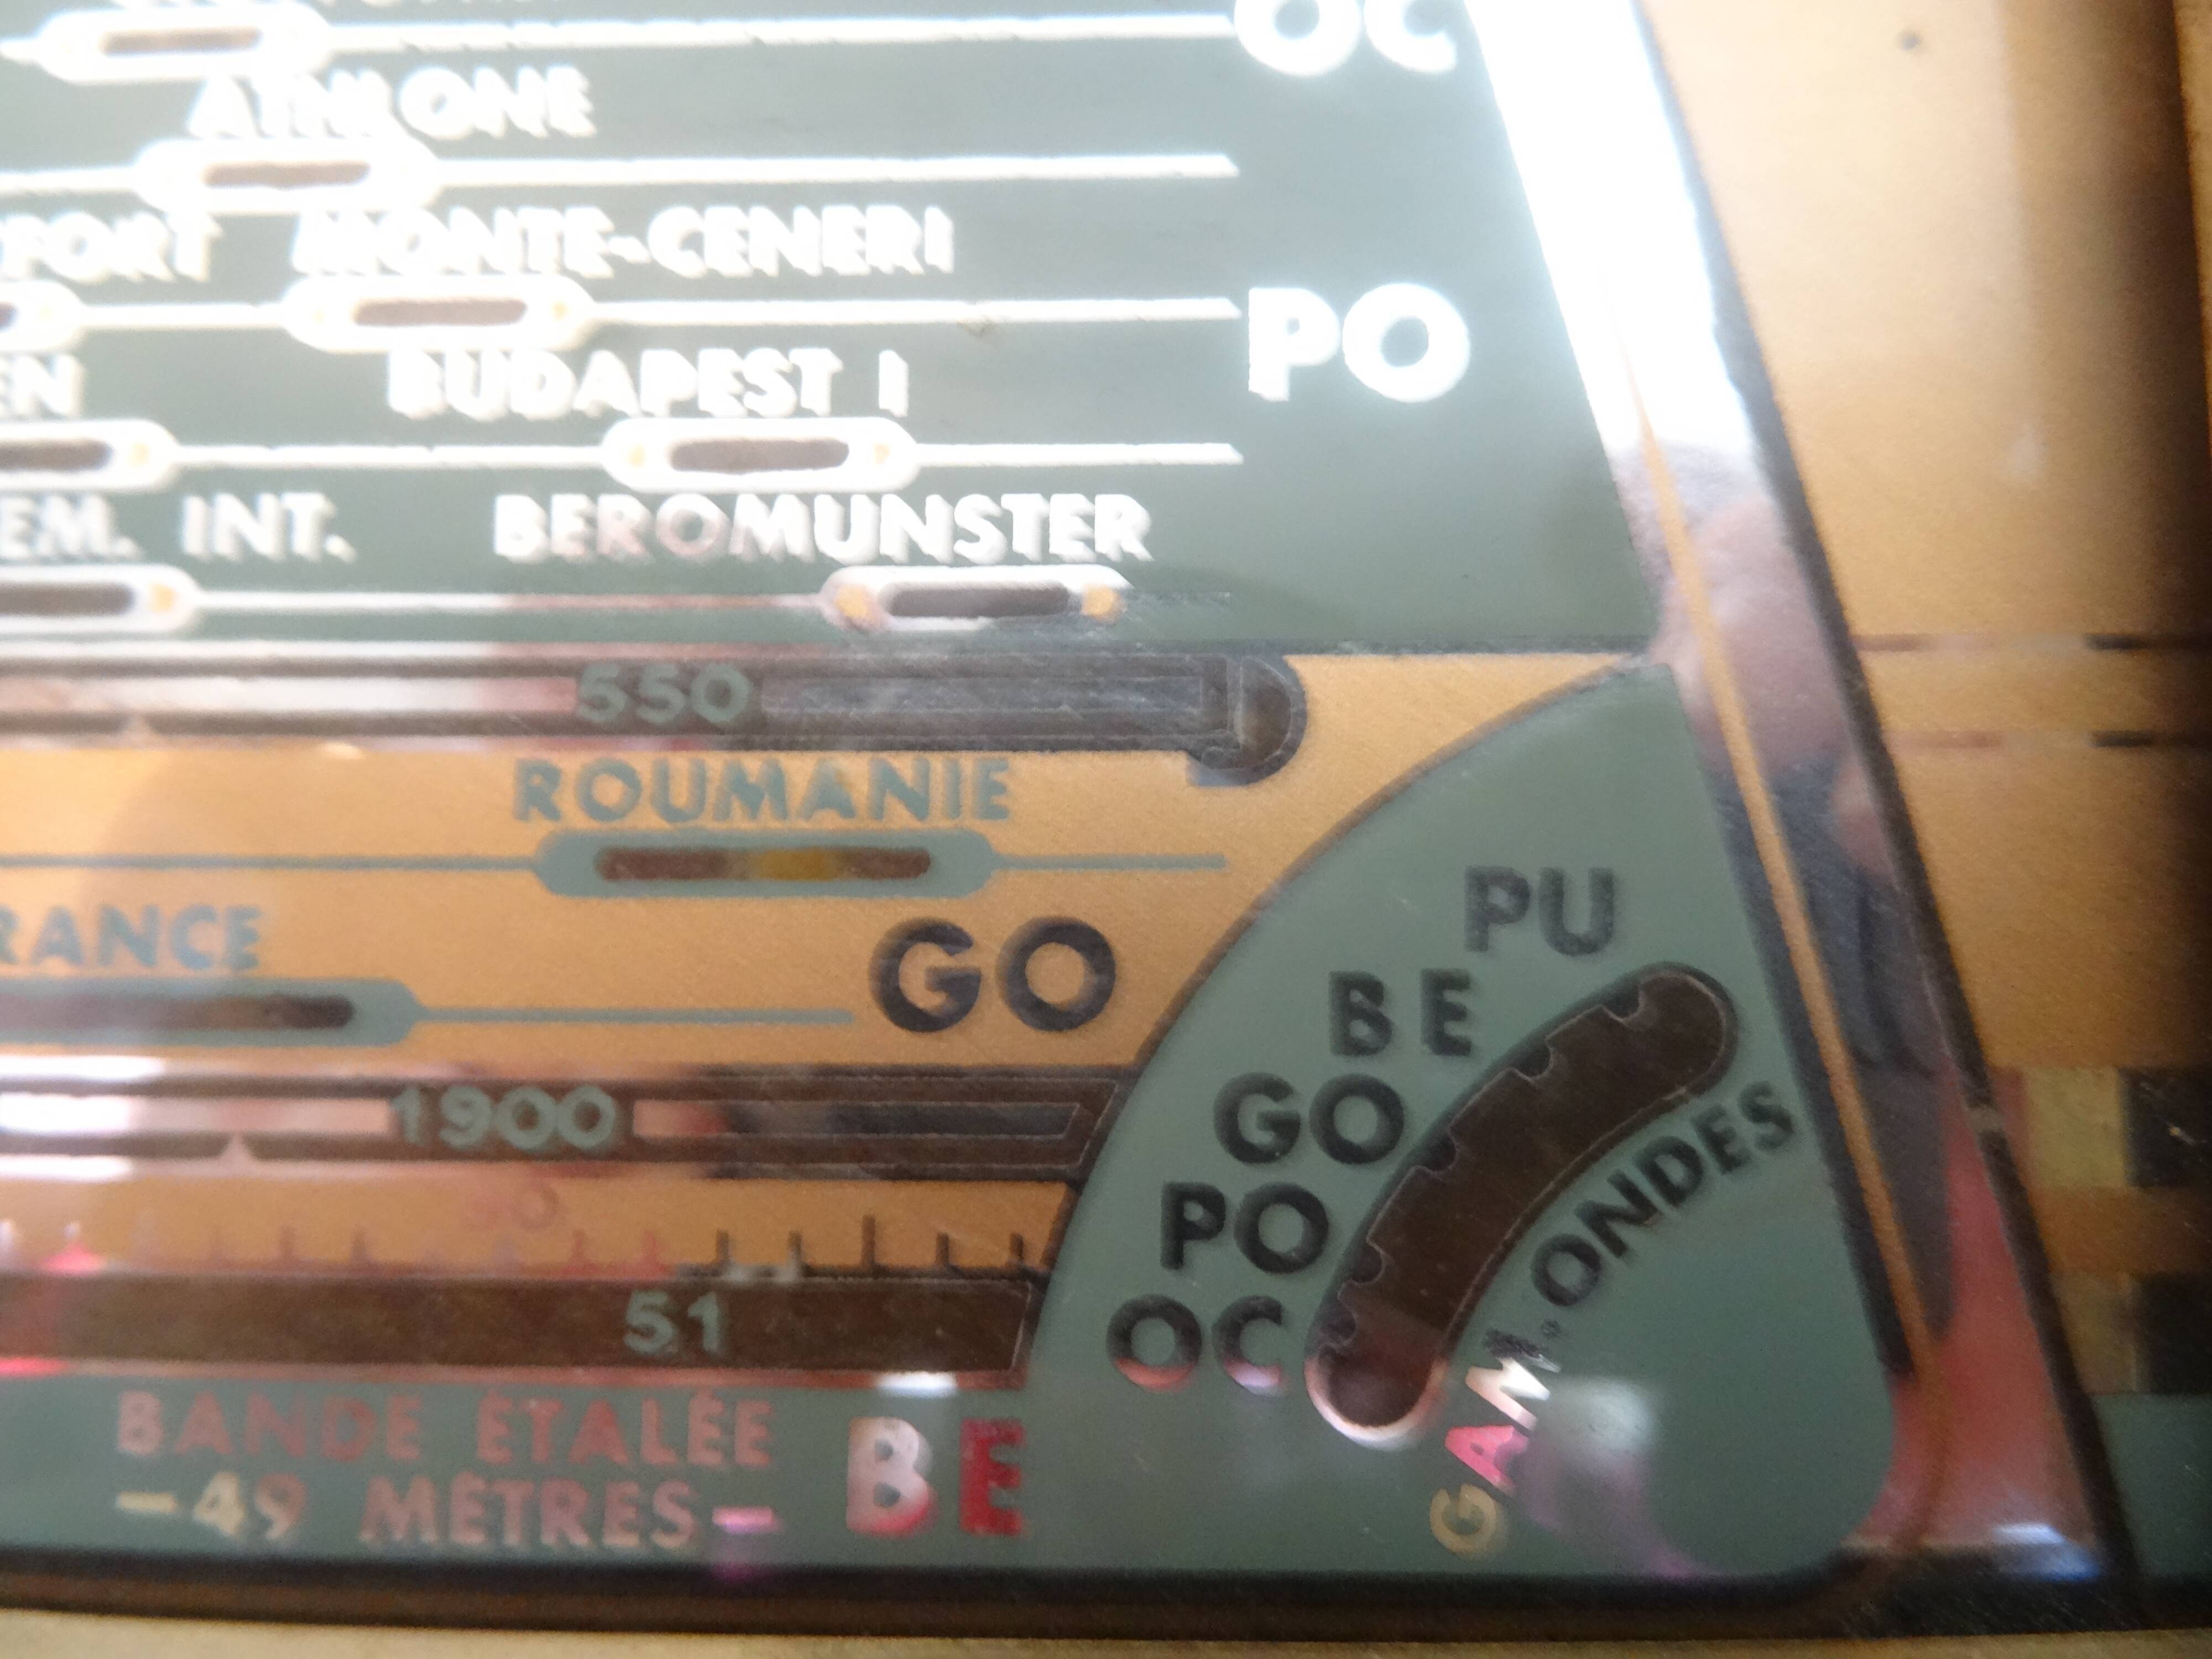 OC
ATHLONE
MONTE-CENERI
PO
BUDAPEST I
INT. BEROMUNSTER
550
ROUMANIE
GO
1900
51
BANDE ÉTALÉE
-49 MÈTRES-
BE
PU
BE
GO
PO
OC
GAM. ONDES